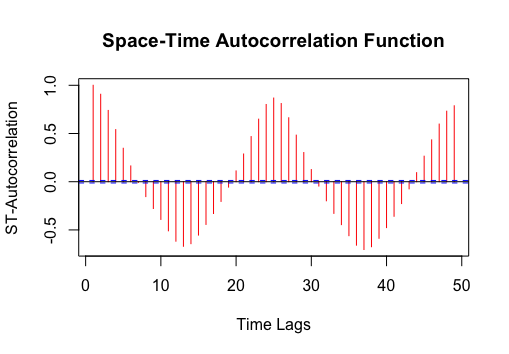 Space-Time Autocorrelation Function
ST-Autocorrelation
1.0
0.5
0.0
-0.5
0 10 20 30 40 50
Time Lags